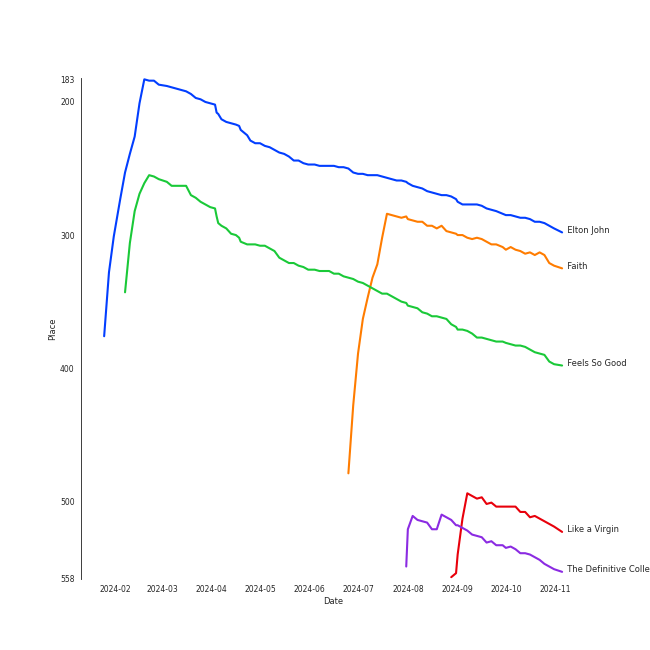 183
200
300
400
500
558
Place
2024-02 2024-03 2024-04 2024-05 2024-06 2024-07 2024-08 2024-09 2024-10 2024-11
Date
Elton John
Faith
Feels So Good
Like a Virgin
The Definitive Colle